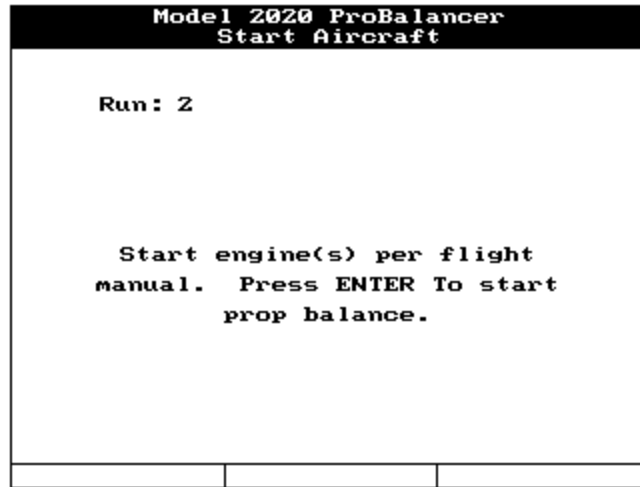 Model 2020 ProBalancer
Start Aircraft
Run: 2
Start engine(s) per flight
manual. Press ENTER To start
prop balance.